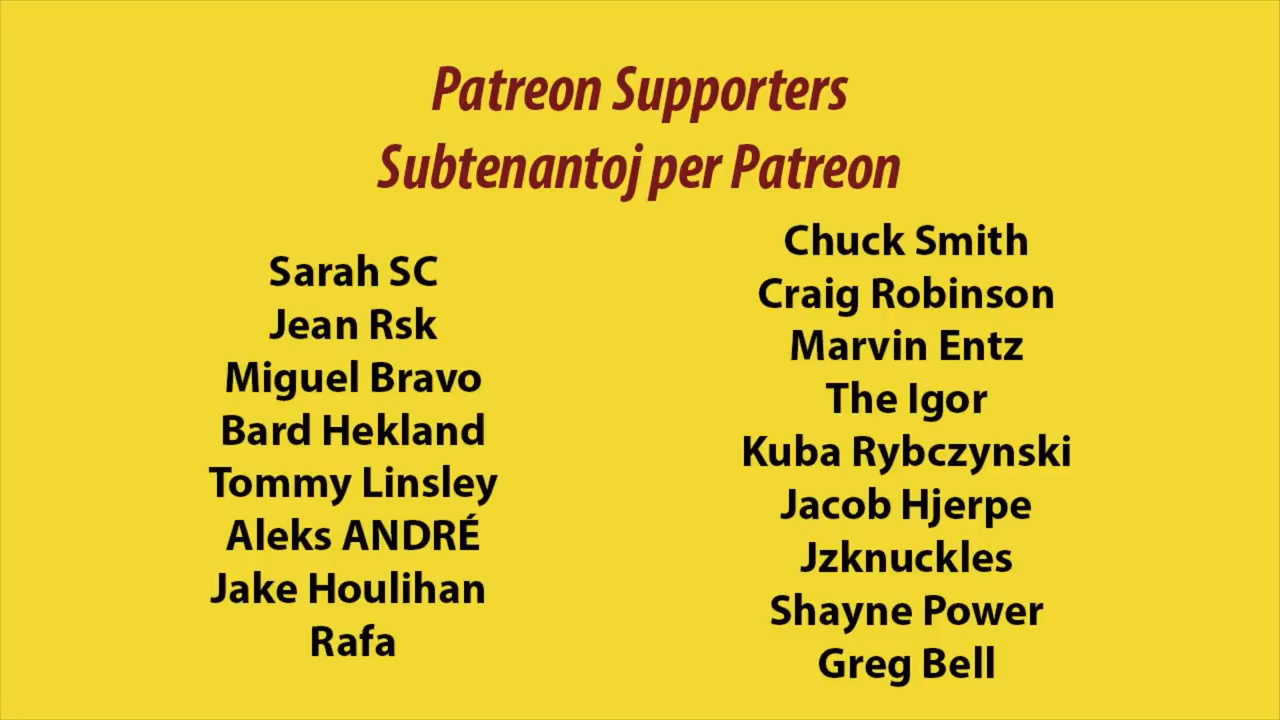 Patreon Supporters
Subtenantoj per Patreon
Sarah SC
Jean Rsk
Miguel Bravo
Bard Hekland
Tommy Linsley
Aleks ANDRÉ
Jake Houlihan
Rafa
Chuck Smith
Craig Robinson
Marvin Entz
The Igor
Kuba Rybczynski
Jacob Hjerpe
Jzknuckles
Shayne Power
Greg Bell